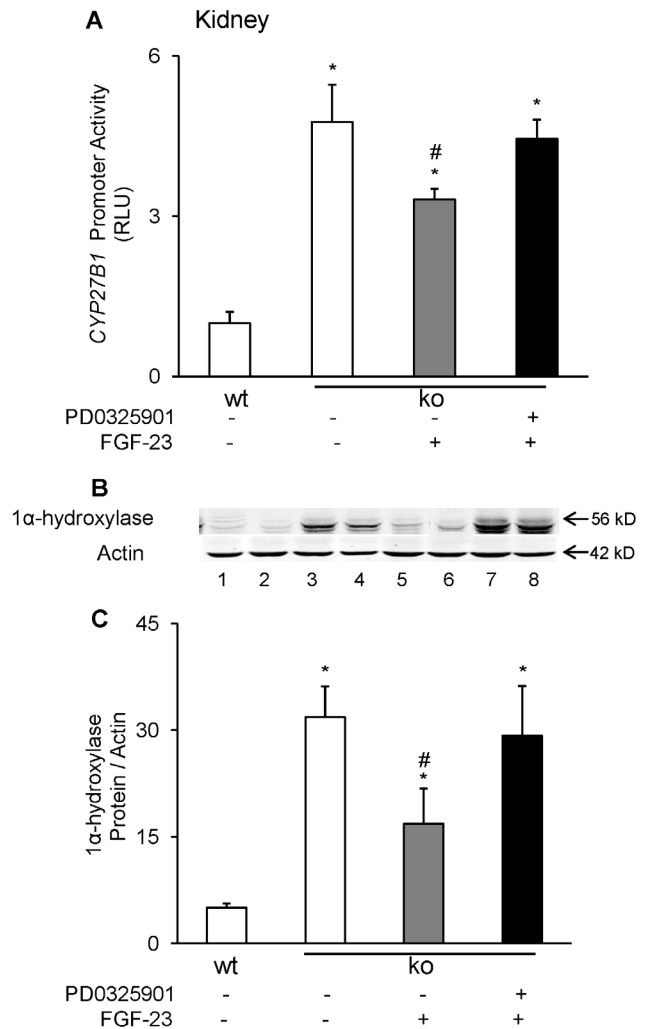 A Kidney
6
3
0
CYP27B1 Promoter Activity
(RLU)
*
#
*
*
wt ko
PD0325901 - - - +
FGF-23 - - + +
B
1α-hydroxylase 56 kD
Actin 42 kD
1 2 3 4 5 6 7 8
C
45
30
15
0
1α-hydroxylase
Protein / Actin
*
#
*
*
wt ko
PD0325901 - - - +
FGF-23 - - + +